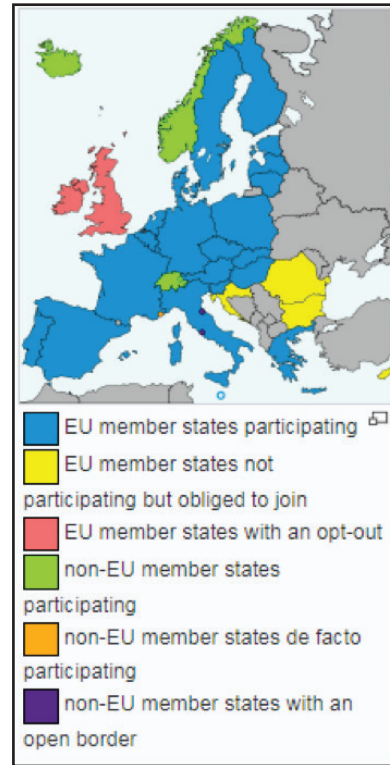 EU member states participating
EU member states not
participating but obliged to join
EU member states with an opt-out
non-EU member states
participating
non-EU member states de facto
participating
non-EU member states with an
open border